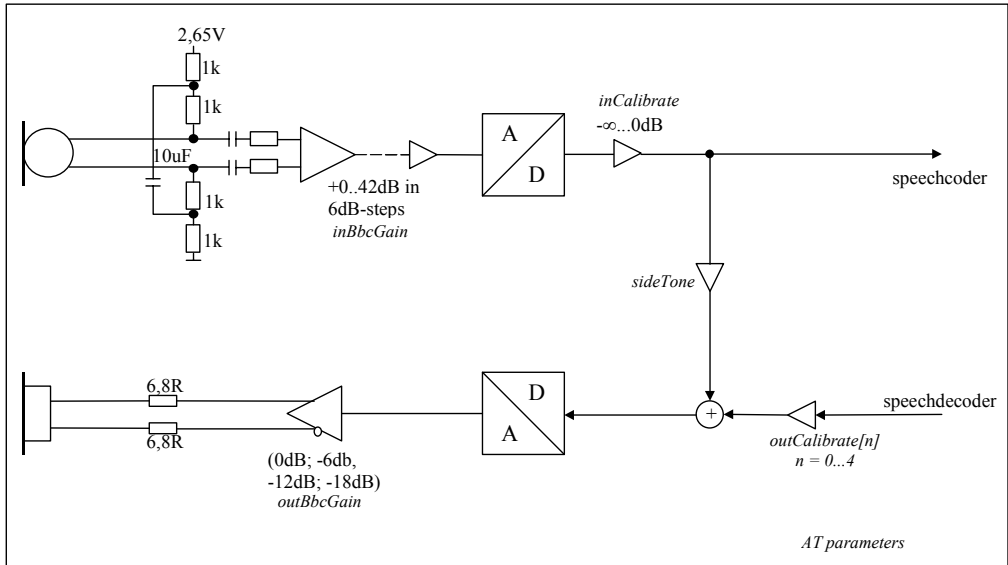 2,65V
1k
1k
10uF
1k
1k
+0..42dB in
6dB-steps
inBbcGain
A
D
inCalibrate
-∞...0dB
speechcoder
sideTone
6,8R
6,8R
(0dB; -6db,
-12dB; -18dB)
outBbcGain
D
A
+
speechdecoder
outCalibrate[n]
n = 0...4
AT parameters